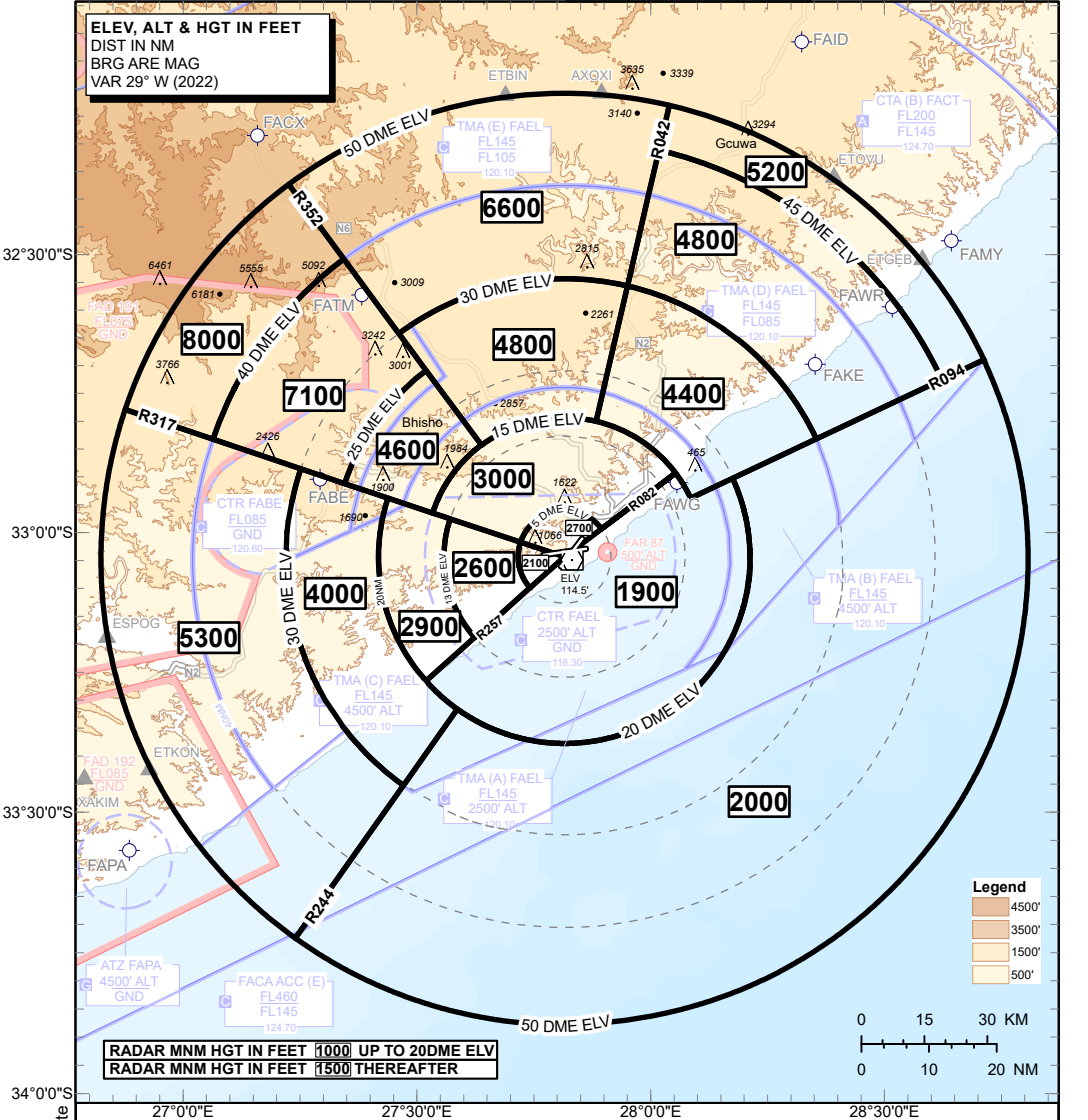 ELEV, ALT & HGT IN FEET
DIST IN NM
BRG ARE MAG
VAR 29° W (2022)
FAID
ETBIN
AXOXI
3635
3339
3140
CTA (B) FACT
A
FL200
FL145
124.70
FACX
50 DME ELV
TMA (E) FAEL
C
FL145
FL105
120.10
R042
3294
Gcuwa
ETOVU
5200
R352
6600
45 DME ELV
N6
4800
FAMY
ETGEB
32°30'0"S
2815
6461
5555
5092
3009
6181
FATM
30 DME ELV
TMA (D) FAEL
C
FL145
FL085
120.10
FAWR
FAD 191
FL075
GND
2261
8000
40 DME ELV
3242
3001
4800
N2
3766
FAKE
R094
7100
4400
R317
2857
Bhisho
15 DME ELV
25 DME ELV
2426
4600
1984
465
3000
1900
1622
R082
FABE
FAWG
CTR FABE
C
FL085
GND
120.60
1690
5 DME ELV
2700
33°0'0"S
1066
FAR 87
500' ALT
GND
2600
2100
ELV
114.5'
13 DME ELV
20NM
30 DME ELV
4000
1900
TMA (B) FAEL
C
FL145
4500' ALT
120.10
ESPOG
5300
2900
R257
CTR FAEL
C
2500' ALT
GND
118.30
N2
TMA (C) FAEL
C
FL145
4500' ALT
120.10
40NM
20 DME ELV
ETKON
FAD 192
FL085
GND
XAKIM
TMA (A) FAEL
C
FL145
2500' ALT
120.10
2000
33°30'0"S
FAPA
R244
Legend
4500'
3500'
1500'
500'
ATZ FAPA
G
4500' ALT
GND
FACA ACC (E)
C
FL460
FL145
124.70
50 DME ELV
0 15 30 KM
0 10 20 NM
RADAR MNM HGT IN FEET 1000 UP TO 20DME ELV
RADAR MNM HGT IN FEET 1500 THEREAFTER
34°0'0"S
27°0'0"E
27°30'0"E
28°0'0"E
28°30'0"E
te